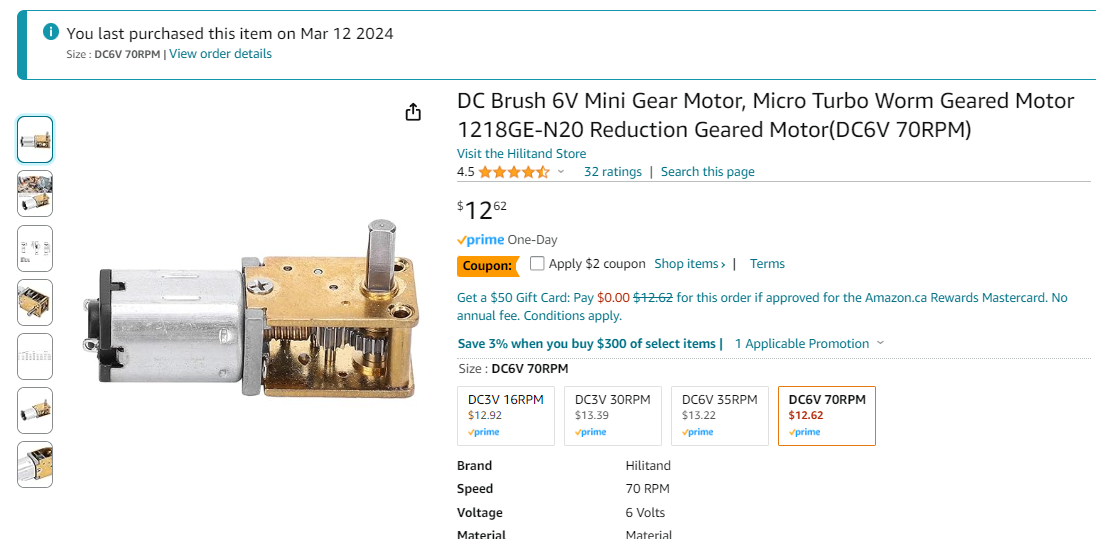 You last purchased this item on Mar 12 2024
Size : DC6V 70RPM | View order details
DC Brush 6V Mini Gear Motor, Micro Turbo Worm Geared Motor
1218GE-N20 Reduction Geared Motor(DC6V 70RPM)
Visit the Hilitand Store
4.5 32 ratings | Search this page
$12 62
prime One-Day
Coupon: Apply $2 coupon Shop items › | Terms
Get a $50 Gift Card: Pay $0.00 $12.62 for this order if approved for the Amazon.ca Rewards Mastercard. No
annual fee. Conditions apply.
Save 3% when you buy $300 of select items | 1 Applicable Promotion
Size : DC6V 70RPM
DC3V 16RPM DC3V 30RPM DC6V 35RPM DC6V 70RPM
$12.92 $13.39 $13.22 $12.62
prime prime prime prime
Brand Hilitand
Speed 70 RPM
Voltage 6 Volts
Material Material